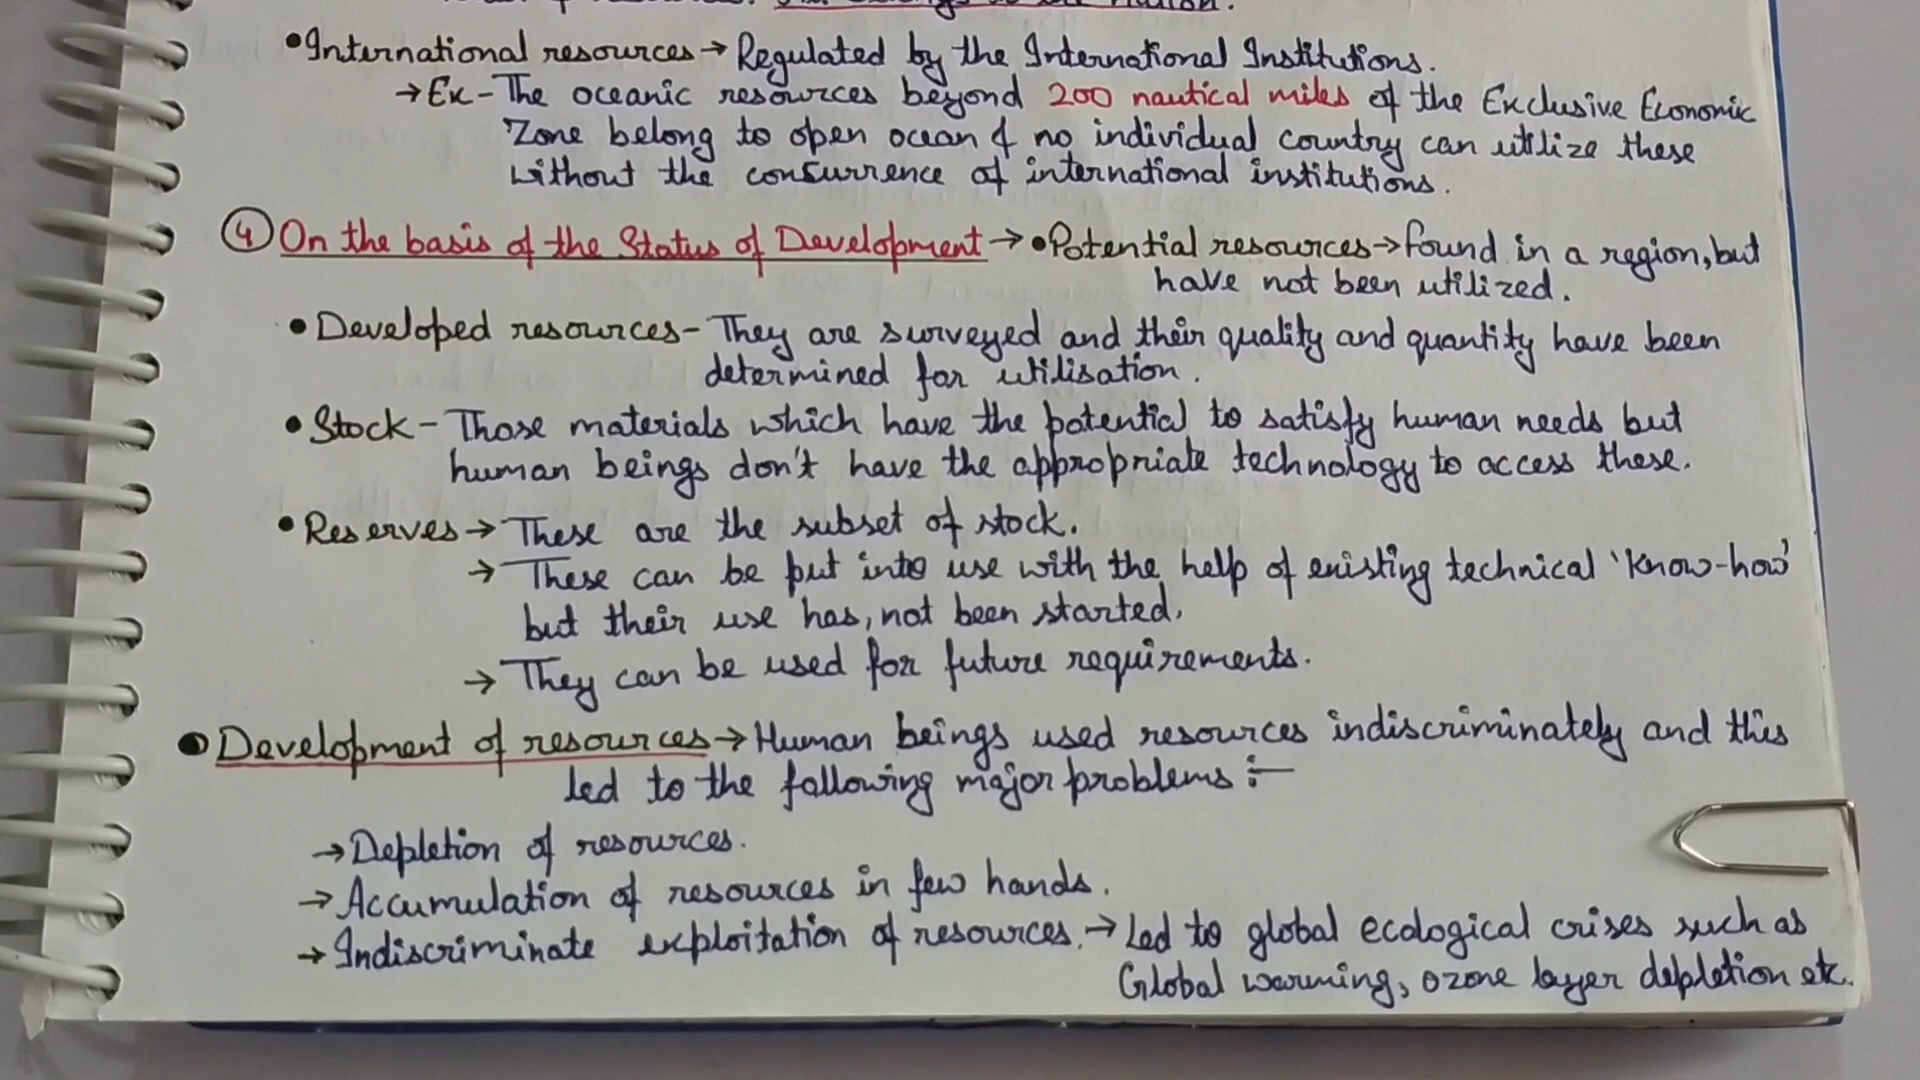 nation.
•International resources→Regulated by the International Institutions.
→Ex-The oceanic resources beyond 200 nautical miles of the Exclusive Economic
Zone belong to open ocean & no individual country can utilize these
without the concurrence of international institutions.
④On the basis of the Status of Development→•Potential resources→found in a region, but
have not been utilized.
•Developed resources-They are surveyed and their quality and quantity have been
determined for utilisation.
•Stock-Those materials which have the potential to satisfy human needs but
human beings don't have the appropriate technology to access these.
•Reserves→These are the subset of stock.
→These can be put into use with the help of existing technical 'know-how'
but their use has, not been started.
→They can be used for future requirements.
•Development of resources→Human beings used resources indiscriminately and this
led to the following major problems:-
→Depletion of resources.
→Accumulation of resources in few hands.
→Indiscriminate exploitation of resources.→Led to global ecological crises such as
Global warming, ozone layer depletion etc.